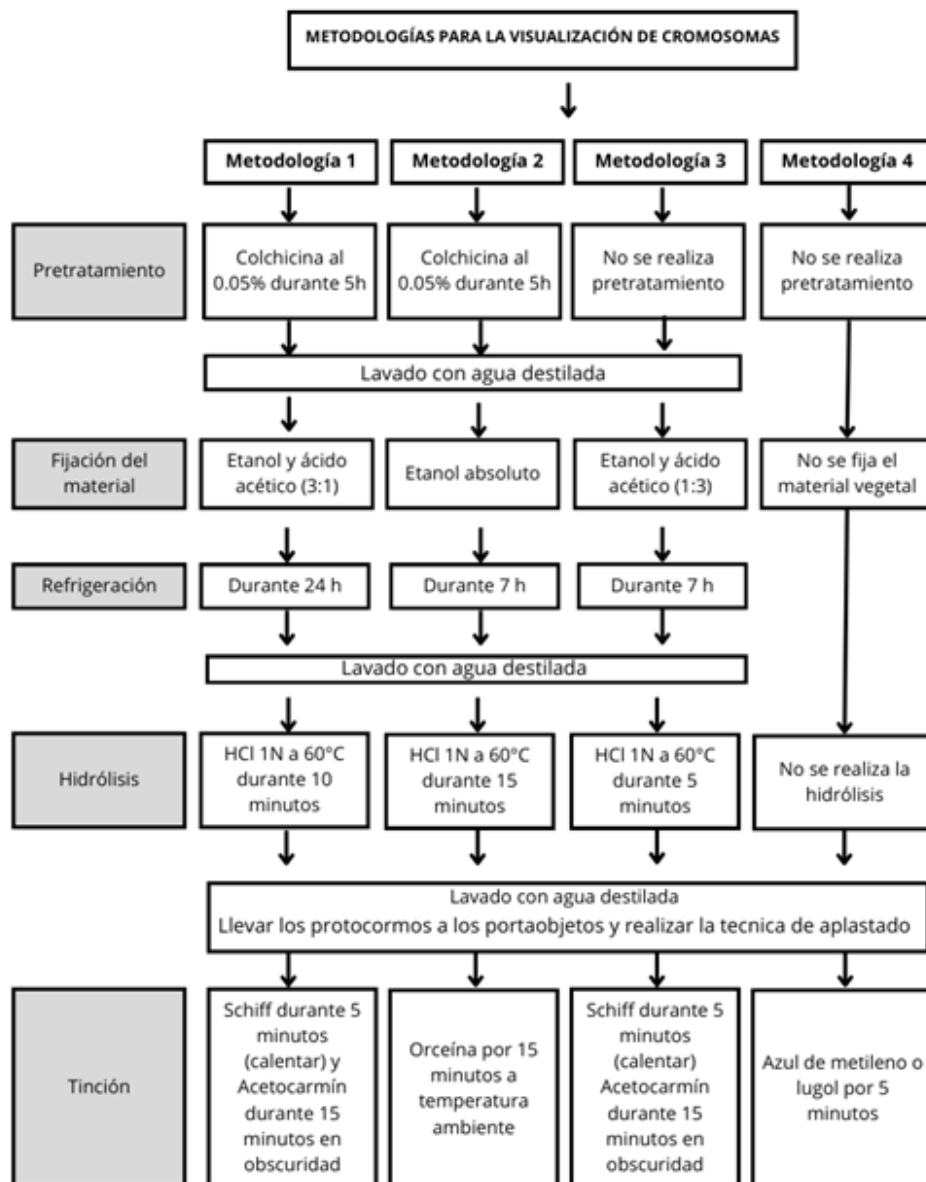 METODOLOGÍAS PARA LA VISUALIZACIÓN DE CROMOSOMAS
Metodología 1
Metodología 2
Metodología 3
Metodología 4
Pretratamiento
Colchicina al
0.05% durante 5h
Colchicina al
0.05% durante 5h
No se realiza
pretratamiento
No se realiza
pretratamiento
Lavado con agua destilada
Fijación del
material
Etanol y ácido
acético (3:1)
Etanol absoluto
Etanol y ácido
acético (1:3)
No se fija el
material vegetal
Refrigeración
Durante 24 h
Durante 7 h
Durante 7 h
Lavado con agua destilada
Hidrólisis
HCl 1N a 60°C
durante 10
minutos
HCl 1N a 60°C
durante 15
minutos
HCl 1N a 60°C
durante 5
minutos
No se realiza la
hidrólisis
Lavado con agua destilada
Llevar los protocormos a los portaobjetos y realizar la tecnica de aplastado
Tinción
Schiff durante 5
minutos
(calentar) y
Acetocarmín
durante 15
minutos en
obscuridad
Orceína por 15
minutos a
temperatura
ambiente
Schiff durante 5
minutos
(calentar)
Acetocarmín
durante 15
minutos en
obscuridad
Azul de metileno o
lugol por 5
minutos